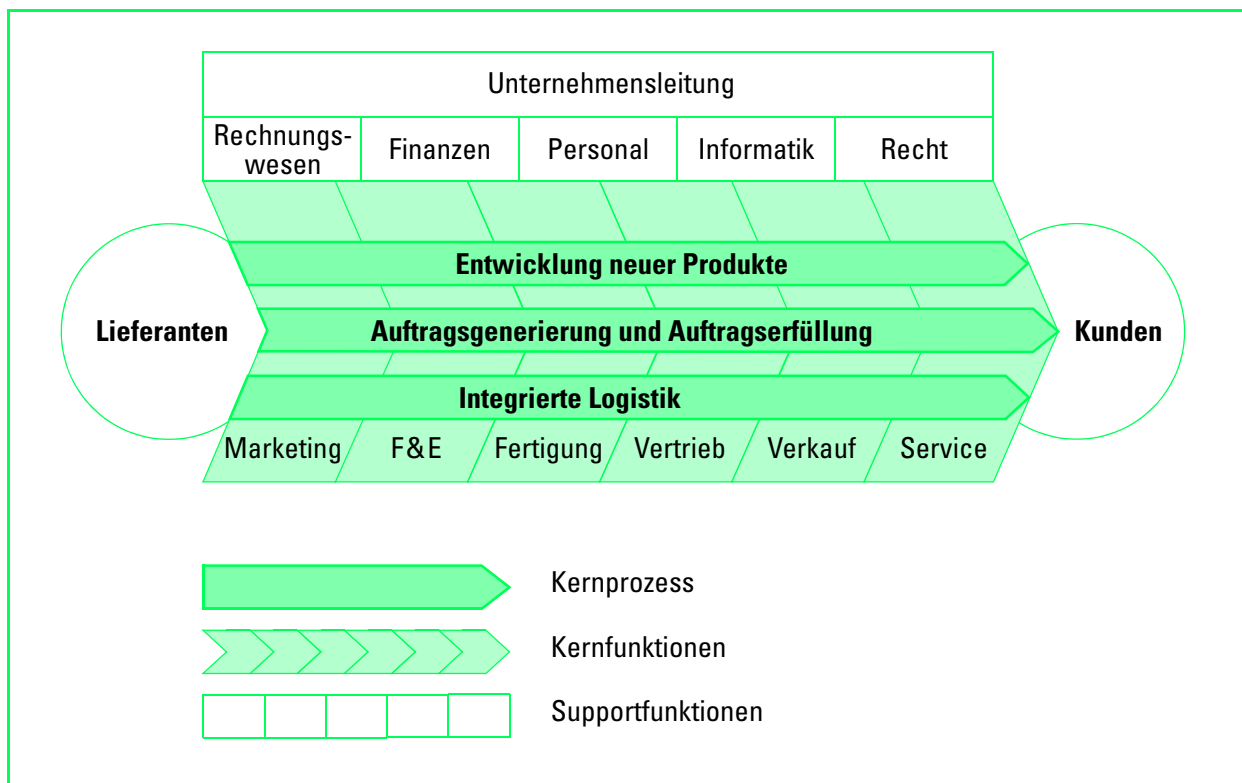 Unternehmensleitung
Rechnungs-
wesen
Finanzen
Personal
Informatik
Recht
Entwicklung neuer Produkte
Lieferanten
Auftragsgenerierung und Auftragserfüllung
Kunden
Integrierte Logistik
Marketing
F&E
Fertigung
Vertrieb
Verkauf
Service
Kernprozess
Kernfunktionen
Supportfunktionen